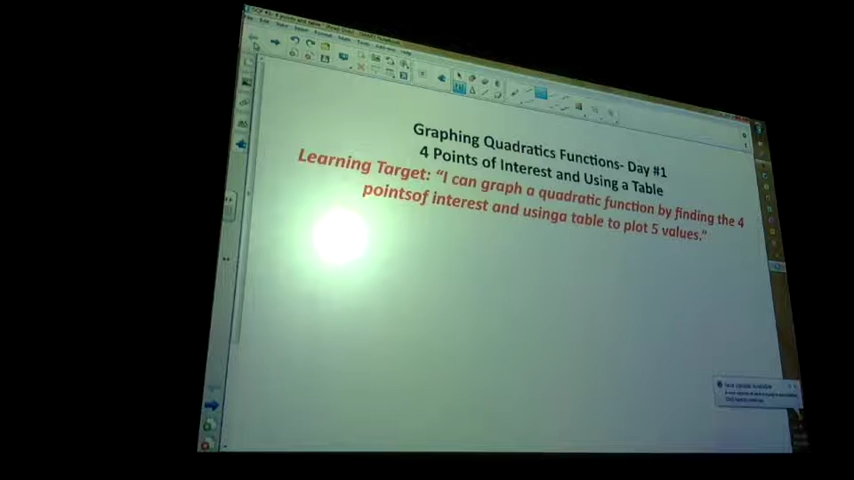 Graphing Quadratics Functions- Day #1
4 Points of Interest and Using a Table
Learning Target: "I can graph a quadratic function by finding the 4
pointsof interest and usinga table to plot 5 values."